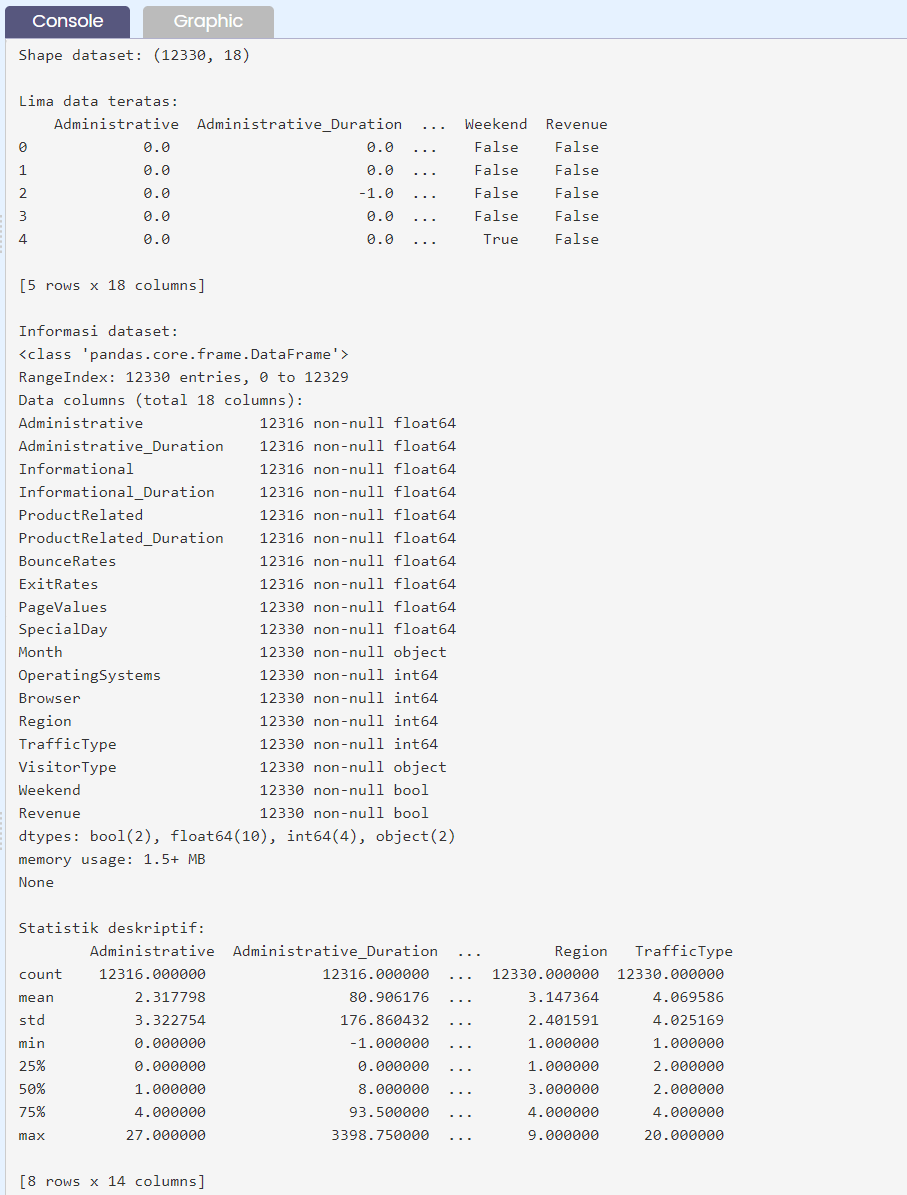 Console Graphic
Shape dataset: (12330, 18)
Lima data teratas:
Administrative Administrative_Duration ... Weekend Revenue
0 0.0 0.0 ... False False
1 0.0 0.0 ... False False
2 0.0 -1.0 ... False False
3 0.0 0.0 ... False False
4 0.0 0.0 ... True False
[5 rows x 18 columns]
Informasi dataset:
<class 'pandas.core.frame.DataFrame'>
RangeIndex: 12330 entries, 0 to 12329
Data columns (total 18 columns):
Administrative 12316 non-null float64
Administrative_Duration 12316 non-null float64
Informational 12316 non-null float64
Informational_Duration 12316 non-null float64
ProductRelated 12316 non-null float64
ProductRelated_Duration 12316 non-null float64
BounceRates 12316 non-null float64
ExitRates 12316 non-null float64
PageValues 12330 non-null float64
SpecialDay 12330 non-null float64
Month 12330 non-null object
OperatingSystems 12330 non-null int64
Browser 12330 non-null int64
Region 12330 non-null int64
TrafficType 12330 non-null int64
VisitorType 12330 non-null object
Weekend 12330 non-null bool
Revenue 12330 non-null bool
dtypes: bool(2), float64(10), int64(4), object(2)
memory usage: 1.5+ MB
None
Statistik deskriptif:
Administrative Administrative_Duration ... Region TrafficType
count 12316.000000 12316.000000 ... 12330.000000 12330.000000
mean 2.317798 80.906176 ... 3.147364 4.069586
std 3.322754 176.860432 ... 2.401591 4.025169
min 0.000000 -1.000000 ... 1.000000 1.000000
25% 0.000000 0.000000 ... 1.000000 2.000000
50% 1.000000 8.000000 ... 3.000000 2.000000
75% 4.000000 93.500000 ... 4.000000 4.000000
max 27.000000 3398.750000 ... 9.000000 20.000000
[8 rows x 14 columns]